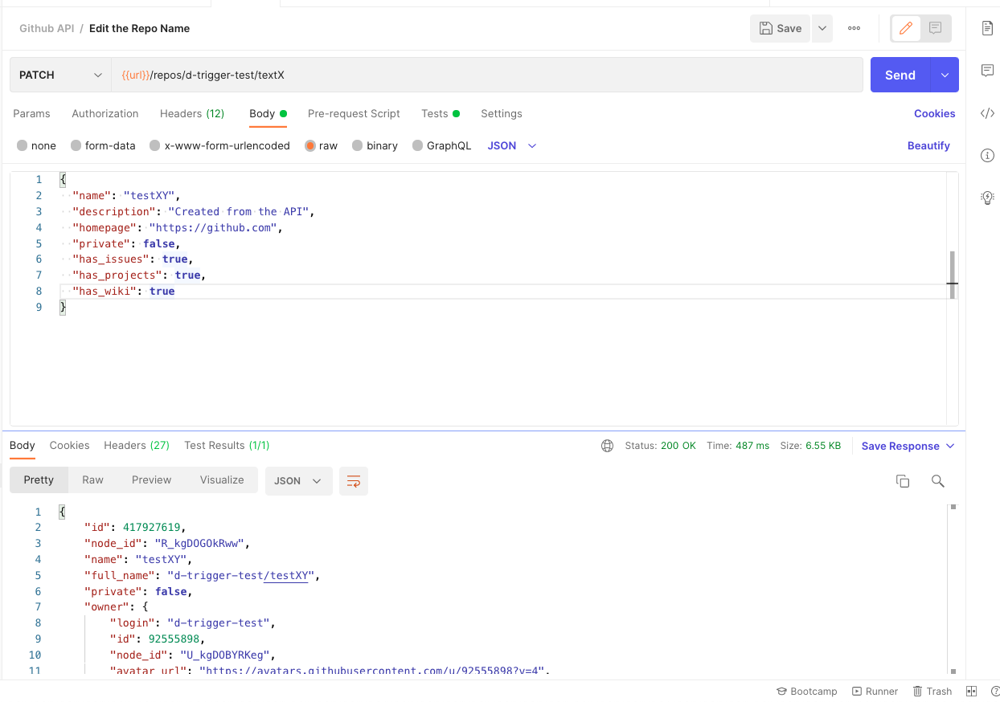 Github API / Edit the Repo Name
Save
PATCH
{{url}}/repos/d-trigger-test/textX
Send
Params
Authorization
Headers (12)
Body
Pre-request Script
Tests
Settings
Cookies
none
form-data
x-www-form-urlencoded
raw
binary
GraphQL
JSON
Beautify
1 {
2 "name": "testXY",
3 "description": "Created from the API",
4 "homepage": "https://github.com",
5 "private": false,
6 "has_issues": true,
7 "has_projects": true,
8 "has_wiki": true
9 }
Body
Cookies
Headers (27)
Test Results (1/1)
Status: 200 OK
Time: 487 ms
Size: 6.55 KB
Save Response
Pretty
Raw
Preview
Visualize
JSON
1 {
2 "id": 417927619,
3 "node_id": "R_kgDOGOkRww",
4 "name": "testXY",
5 "full_name": "d-trigger-test/testXY",
6 "private": false,
7 "owner": {
8 "login": "d-trigger-test",
9 "id": 92555898,
10 "node_id": "U_kgDOBYRKeg",
11 "avatar_url": "https://avatars.githubusercontent.com/u/92555898?v=4",
Bootcamp
Runner
Trash